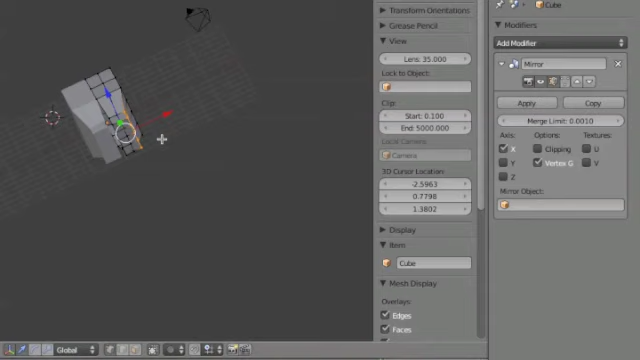 Transform Orientations
Grease Pencil
View
Lens: 35.000
Lock to Object:
Clip:
Start: 0.100
End: 5000.000
Local Camera:
Camera
3D Cursor Location:
-2.5963
0.7798
1.3802
Display
Item
Cube
Mesh Display
Overlays:
Edges
Faces
Global
Cube
Modifiers
Add Modifier
Mirror
Apply
Copy
Merge Limit: 0.0010
Axis:
Options:
Textures:
X
Clipping
U
Y
Vertex G
V
Z
Mirror Object: